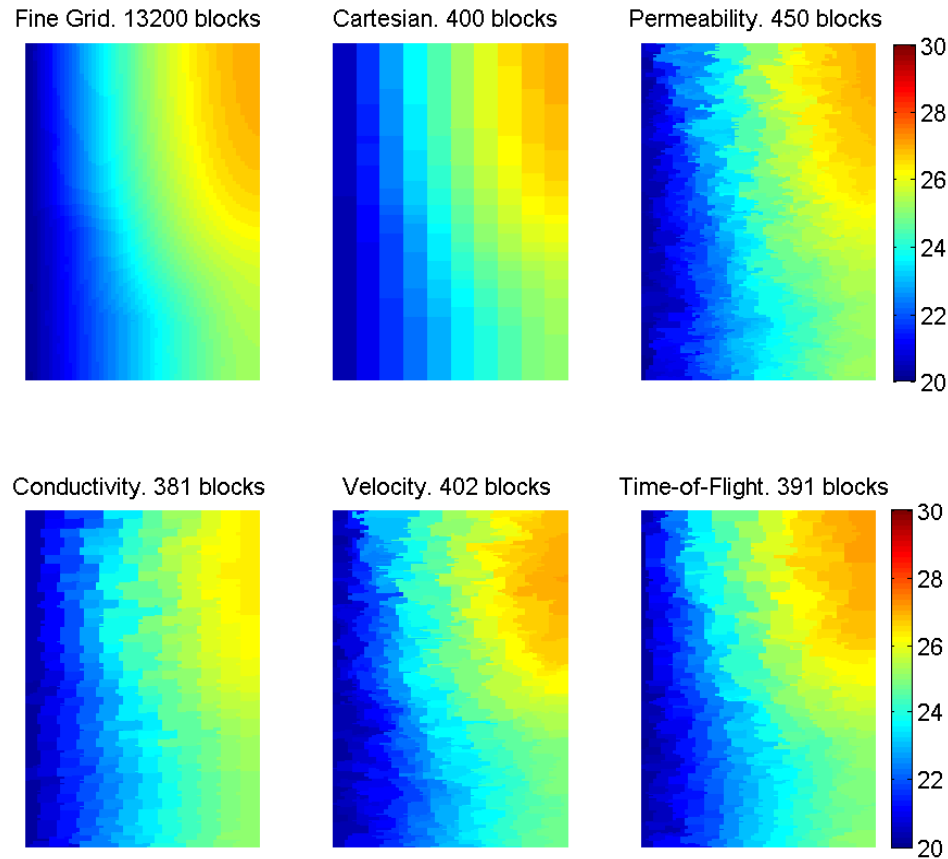 Fine Grid. 13200 blocks
Cartesian. 400 blocks
Permeability. 450 blocks
30
28
26
24
22
20
Conductivity. 381 blocks
Velocity. 402 blocks
Time-of-Flight. 391 blocks
30
28
26
24
22
20